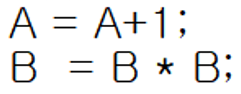 A = A+1;
B = B * B;